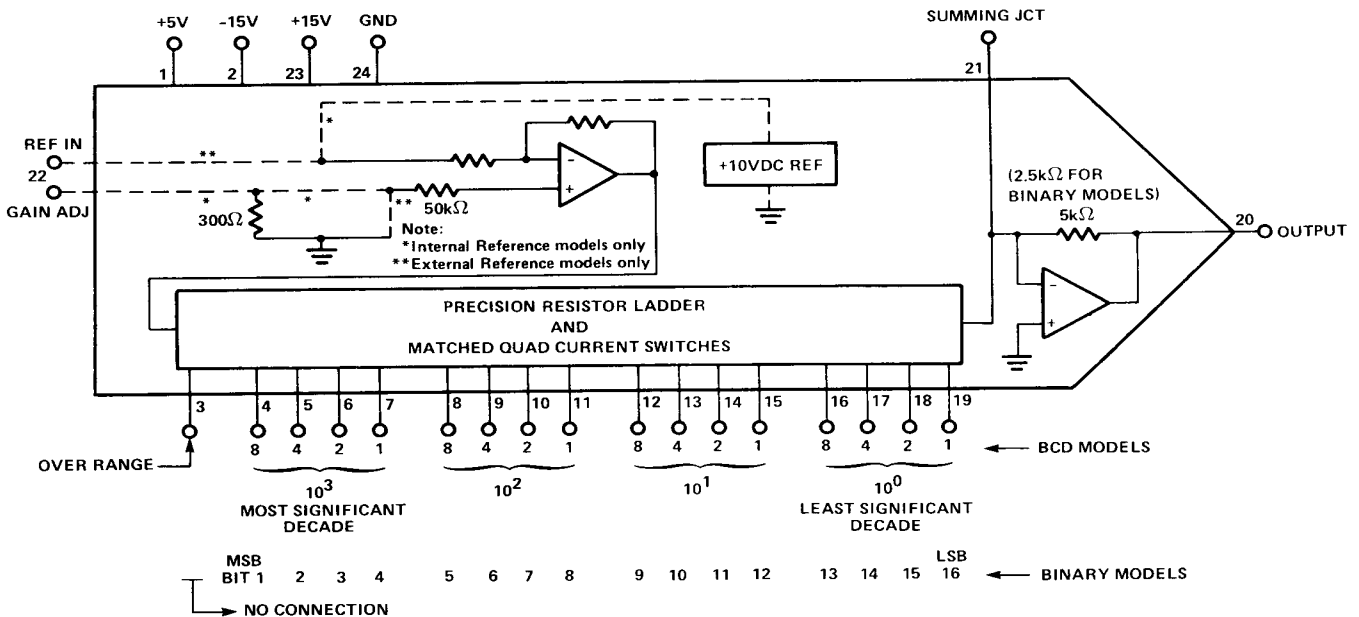 +5V -15V +15V GND
SUMMING JCT
1 2 23 24
21
REF IN
22
GAIN ADJ
*
**
* *
**
300Ω
50kΩ
+10VDC REF
Note:
*Internal Reference models only
**External Reference models only
(2.5kΩ FOR
BINARY MODELS)
5kΩ
20
OUTPUT
-
+
-
+
PRECISION RESISTOR LADDER
AND
MATCHED QUAD CURRENT SWITCHES
3 4 5 6 7 8 9 10 11 12 13 14 15 16 17 18 19
8 4 2 1 8 4 2 1 8 4 2 1 8 4 2 1
BCD MODELS
OVER RANGE
10³ 10² 10¹ 10⁰
MOST SIGNIFICANT
DECADE
LEAST SIGNIFICANT
DECADE
MSB LSB
BIT 1 2 3 4 5 6 7 8 9 10 11 12 13 14 15 16
BINARY MODELS
NO CONNECTION